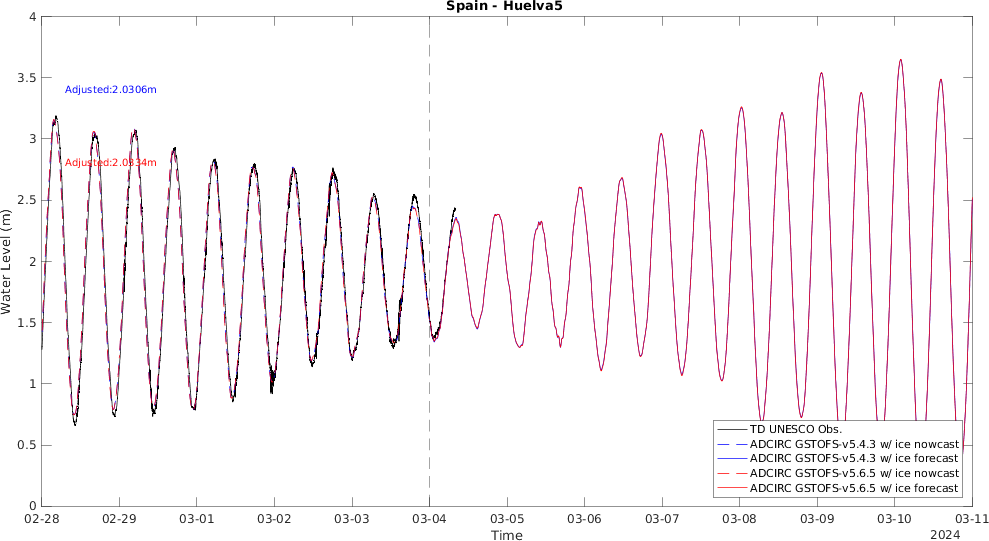 Spain - Huelva5
4
3.5
3
2.5
2
1.5
1
0.5
0
Water Level (m)
Adjusted:2.0306m
Adjusted:2.0334m
TD UNESCO Obs.
ADCIRC GSTOFS-v5.4.3 w/ ice nowcast
ADCIRC GSTOFS-v5.4.3 w/ ice forecast
ADCIRC GSTOFS-v5.6.5 w/ ice nowcast
ADCIRC GSTOFS-v5.6.5 w/ ice forecast
02-28 02-29 03-01 03-02 03-03 03-04 03-05 03-06 03-07 03-08 03-09 03-10 03-11
Time
2024